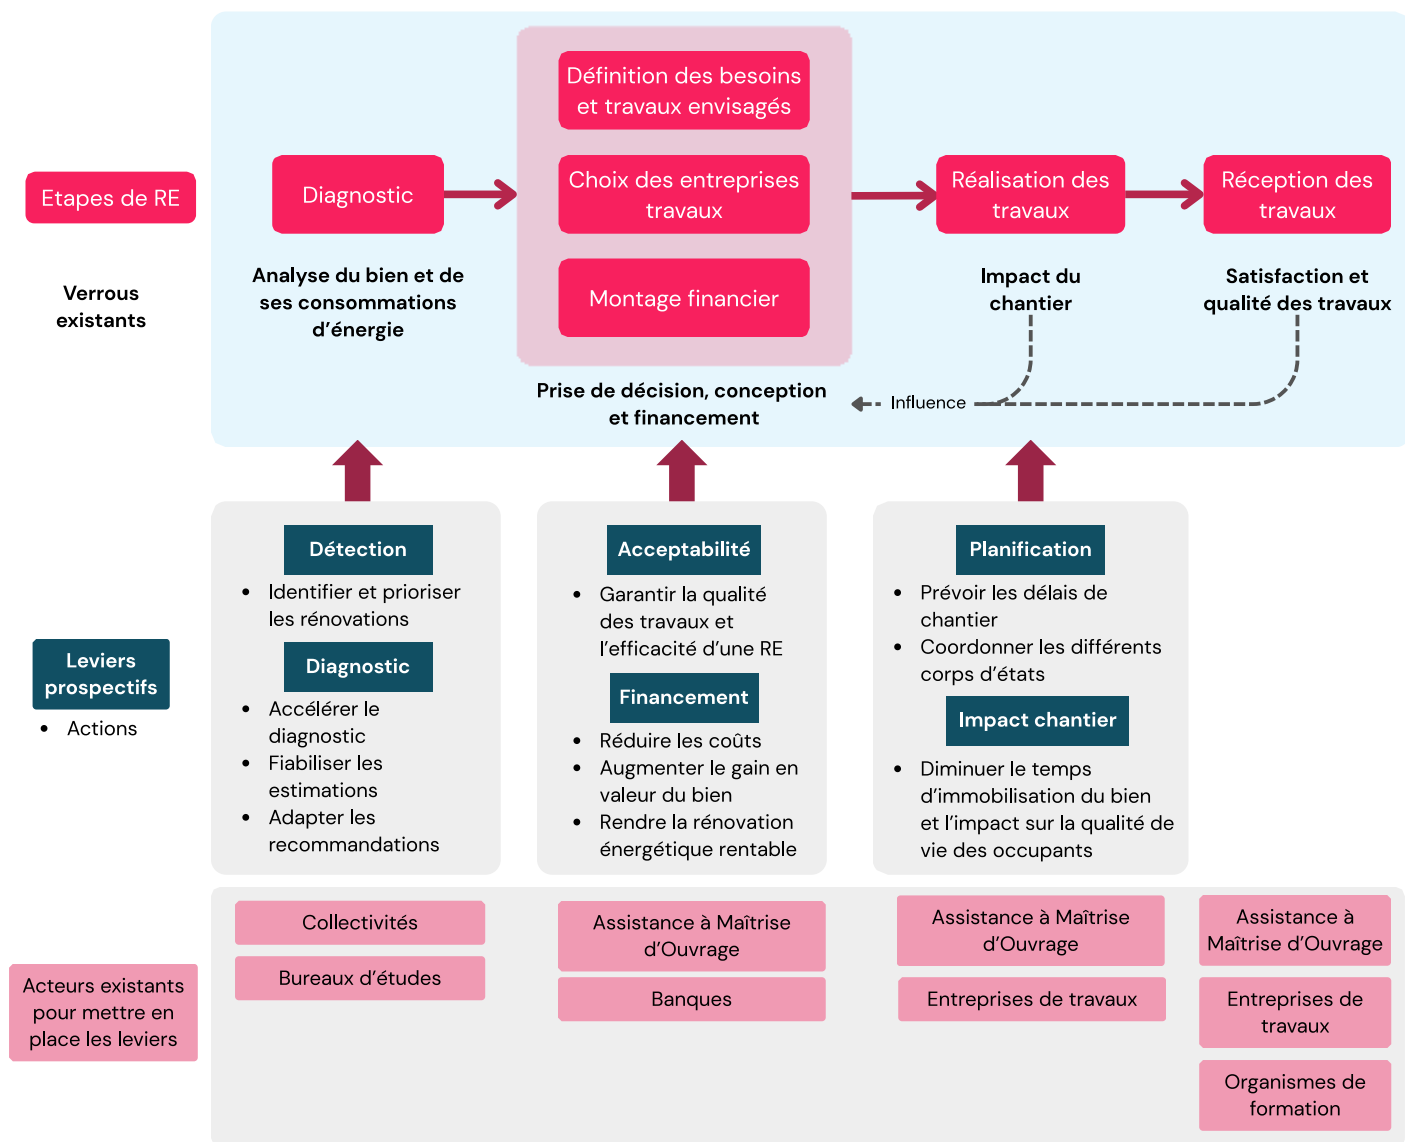 Etapes de RE
Diagnostic
Définition des besoins
et travaux envisagés
Choix des entreprises
travaux
Montage financier
Réalisation des
travaux
Réception des
travaux
Verrous
existants
Analyse du bien et de
ses consommations
d’énergie
Prise de décision, conception
et financement
Impact du
chantier
Satisfaction et
qualité des travaux
Influence
Leviers
prospectifs
• Actions
Détection
• Identifier et prioriser
les rénovations
Diagnostic
• Accélérer le
diagnostic
• Fiabiliser les
estimations
• Adapter les
recommandations
Acceptabilité
• Garantir la qualité
des travaux et
l’efficacité d’une RE
Financement
• Réduire les coûts
• Augmenter le gain en
valeur du bien
• Rendre la rénovation
énergétique rentable
Planification
• Prévoir les délais de
chantier
• Coordonner les différents
corps d’états
Impact chantier
• Diminuer le temps
d’immobilisation du bien
et l’impact sur la qualité de
vie des occupants
Acteurs existants
pour mettre en
place les leviers
Collectivités
Bureaux d’études
Assistance à Maîtrise
d’Ouvrage
Banques
Assistance à Maîtrise
d’Ouvrage
Entreprises de travaux
Assistance à
Maîtrise d’Ouvrage
Entreprises de
travaux
Organismes de
formation